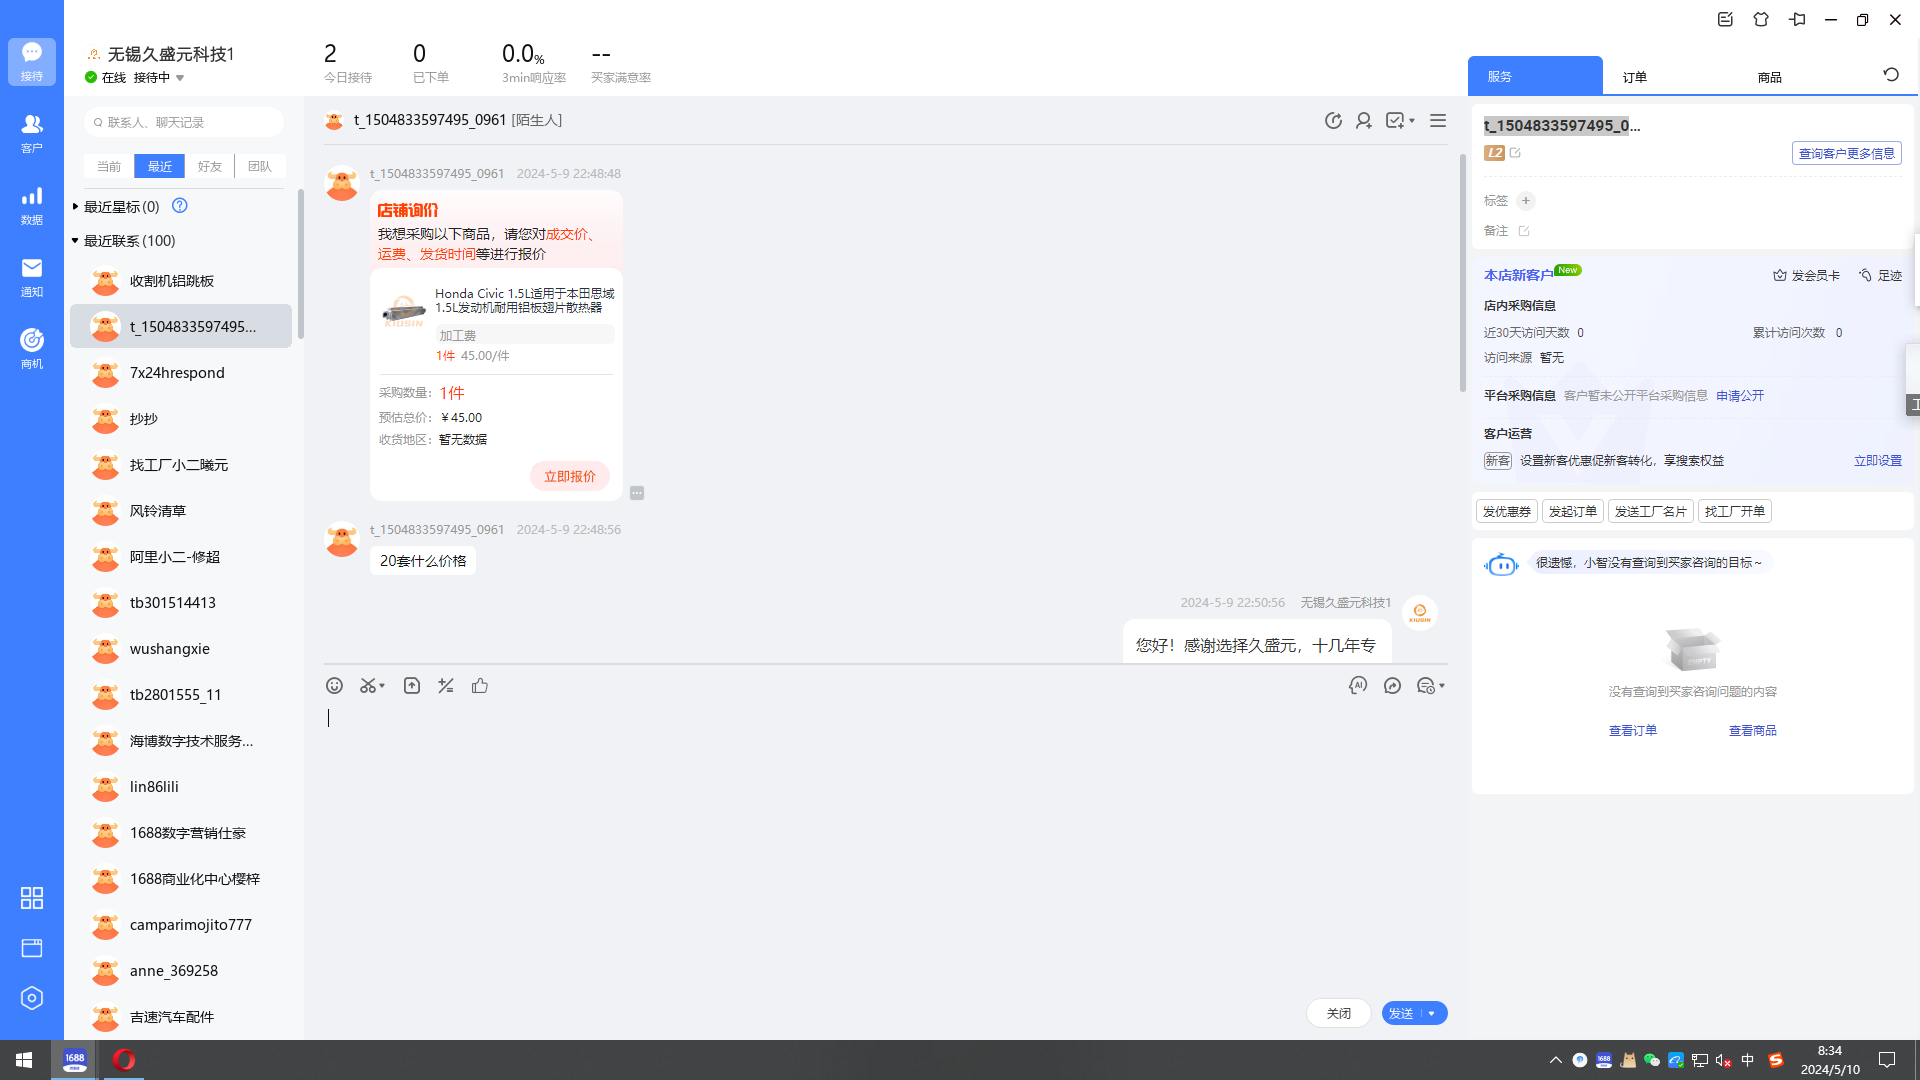 接待
客户
数据
通知
商机
无锡久盛元科技1
在线 接待中
2
今日接待
0
已下单
0.0%
3min响应率
--
买家满意率
联系人、聊天记录
当前
最近
好友
团队
最近星标(0)
最近联系(100)
收割机铝跳板
t_1504833597495...
7x24hrespond
抄抄
找工厂小二曦元
风铃清草
阿里小二-修超
tb301514413
wushangxie
tb2801555_11
海博数字技术服务...
lin86lili
1688数字营销仕豪
1688商业化中心樱梓
camparimojito777
anne_369258
吉速汽车配件
t_1504833597495_0961 [陌生人]
t_1504833597495_0961 2024-5-9 22:48:48
店铺询价
我想采购以下商品，请您对成交价、
运费、发货时间等进行报价
Honda Civic 1.5L适用于本田思域
1.5L发动机耐用铝板翅片散热器
XIUSIN
加工费
1件 45.00/件
采购数量： 1件
预估总价： ￥45.00
收货地区： 暂无数据
立即报价
t_1504833597495_0961 2024-5-9 22:48:56
20套什么价格
2024-5-9 22:50:56 无锡久盛元科技1
XIUSIN
您好！感谢选择久盛元，十几年专
AI
关闭
发送
服务
订单
商品
t_1504833597495_0...
L2
查询客户更多信息
标签 +
备注
本店新客户 New
发会员卡
足迹
店内采购信息
近30天访问天数 0
累计访问次数 0
访问来源 暂无
平台采购信息 客户暂未公开平台采购信息 申请公开
客户运营
新客 设置新客优惠促新客转化，享搜索权益
立即设置
发优惠券
发起订单
发送工厂名片
找工厂开单
很遗憾，小智没有查询到买家咨询的目标~
EMPTY
没有查询到买家咨询问题的内容
查看订单
查看商品
1688
1688
中
8:34
2024/5/10